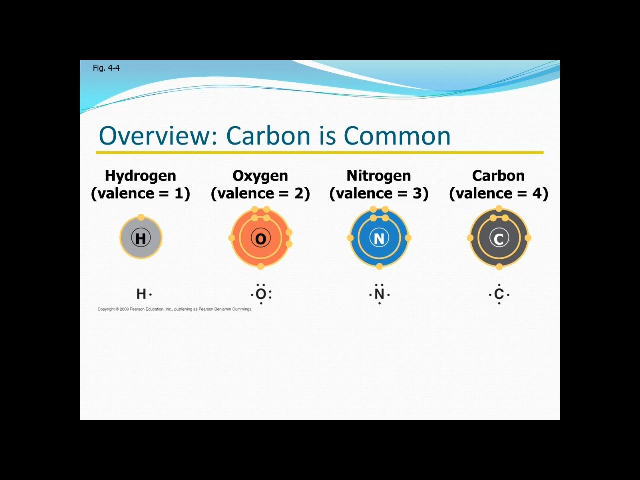 Fig. 4-4
Overview: Carbon is Common
Hydrogen
(valence = 1)
Oxygen
(valence = 2)
Nitrogen
(valence = 3)
Carbon
(valence = 4)
H
O
N
C
H·
·O:
·N·
·C·
Copyright © 2008 Pearson Education, Inc., publishing as Pearson Benjamin Cummings.